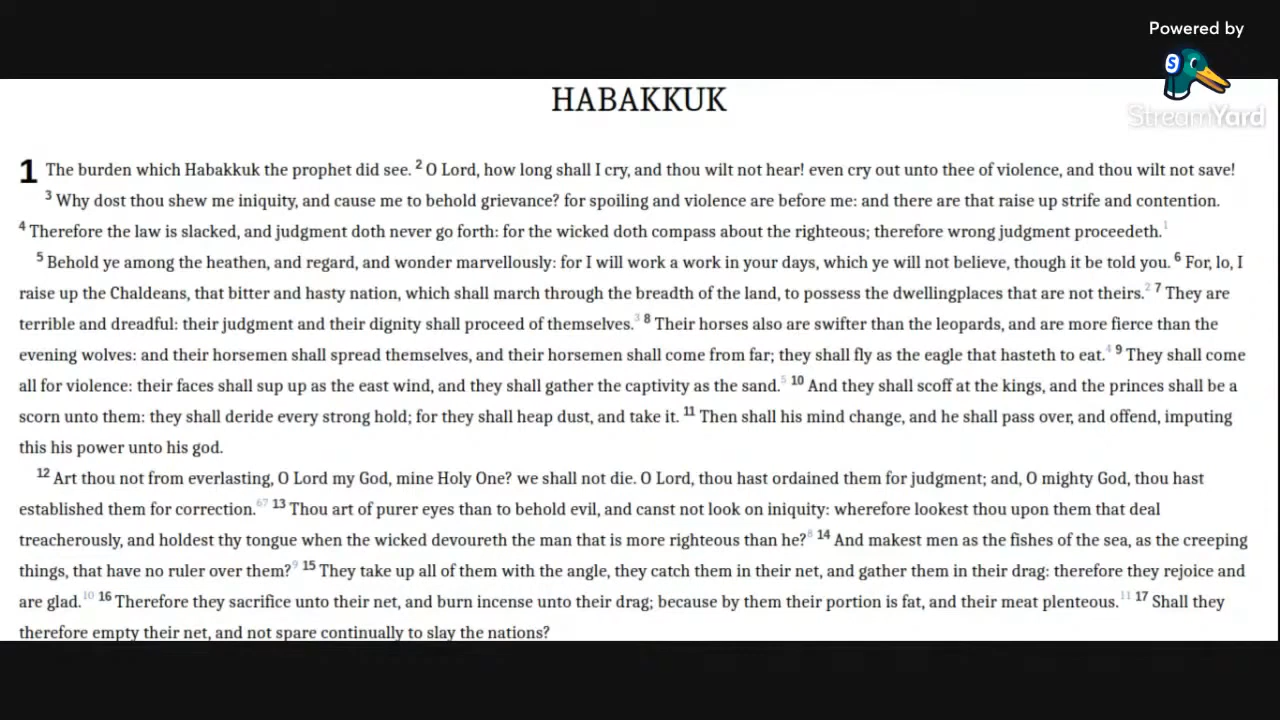 Powered by
S
StreamYard
HABAKKUK
1 The burden which Habakkuk the prophet did see. 2 O Lord, how long shall I cry, and thou wilt not hear! even cry out unto thee of violence, and thou wilt not save!
3 Why dost thou shew me iniquity, and cause me to behold grievance? for spoiling and violence are before me: and there are that raise up strife and contention.
4 Therefore the law is slacked, and judgment doth never go forth: for the wicked doth compass about the righteous; therefore wrong judgment proceedeth.1
5 Behold ye among the heathen, and regard, and wonder marvellously: for I will work a work in your days, which ye will not believe, though it be told you. 6 For, lo, I
raise up the Chaldeans, that bitter and hasty nation, which shall march through the breadth of the land, to possess the dwellingplaces that are not theirs.2 7 They are
terrible and dreadful: their judgment and their dignity shall proceed of themselves.3 8 Their horses also are swifter than the leopards, and are more fierce than the
evening wolves: and their horsemen shall spread themselves, and their horsemen shall come from far; they shall fly as the eagle that hasteth to eat.4 9 They shall come
all for violence: their faces shall sup up as the east wind, and they shall gather the captivity as the sand.5 10 And they shall scoff at the kings, and the princes shall be a
scorn unto them: they shall deride every strong hold; for they shall heap dust, and take it. 11 Then shall his mind change, and he shall pass over, and offend, imputing
this his power unto his god.
12 Art thou not from everlasting, O Lord my God, mine Holy One? we shall not die. O Lord, thou hast ordained them for judgment; and, O mighty God, thou hast
established them for correction.67 13 Thou art of purer eyes than to behold evil, and canst not look on iniquity: wherefore lookest thou upon them that deal
treacherously, and holdest thy tongue when the wicked devoureth the man that is more righteous than he?8 14 And makest men as the fishes of the sea, as the creeping
things, that have no ruler over them?9 15 They take up all of them with the angle, they catch them in their net, and gather them in their drag: therefore they rejoice and
are glad.10 16 Therefore they sacrifice unto their net, and burn incense unto their drag; because by them their portion is fat, and their meat plenteous.11 17 Shall they
therefore empty their net, and not spare continually to slay the nations?